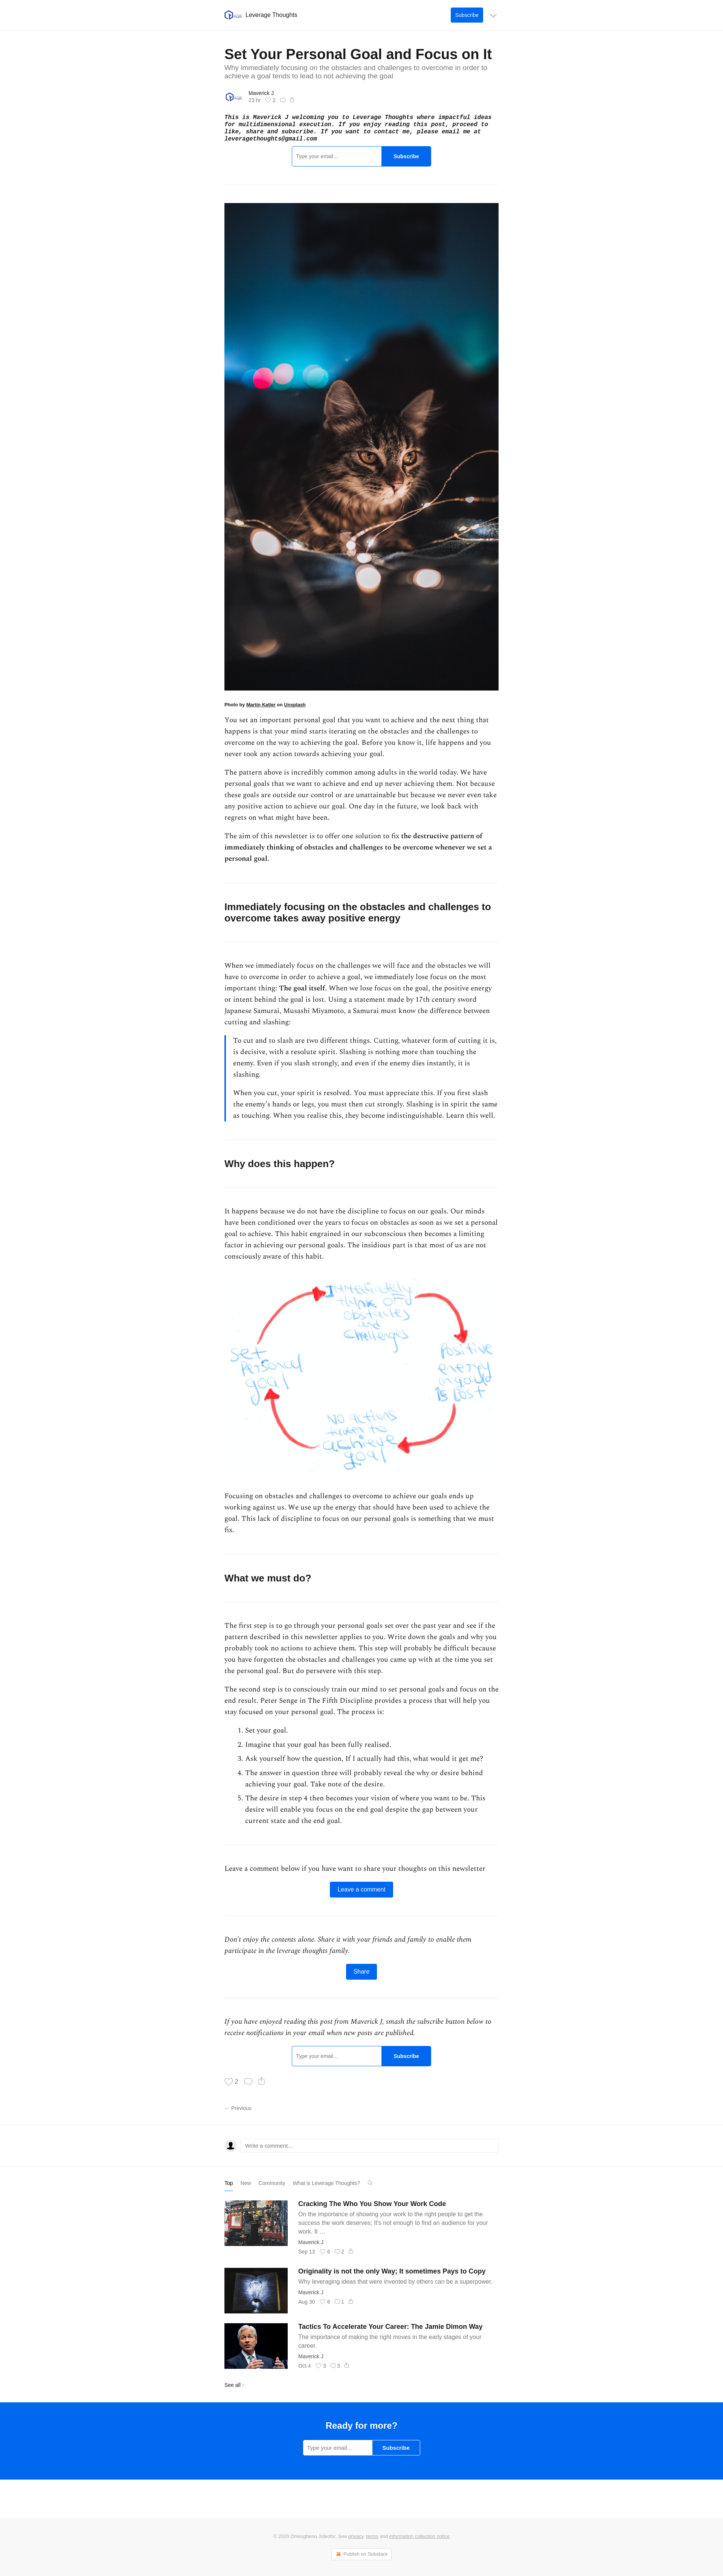 Leverage Thoughts
Subscribe
Set Your Personal Goal and Focus on It
Why immediately focusing on the obstacles and challenges to overcome in order to
achieve a goal tends to lead to not achieving the goal
Maverick J
23 hr 2
This is Maverick J welcoming you to Leverage Thoughts where impactful ideas
for multidimensional execution. If you enjoy reading this post, proceed to
like, share and subscribe. If you want to contact me, please email me at
leveragethoughts@gmail.com
Type your email...
Subscribe
Photo by Martin Katler on Unsplash
You set an important personal goal that you want to achieve and the next thing that
happens is that your mind starts iterating on the obstacles and the challenges to
overcome on the way to achieving the goal. Before you know it, life happens and you
never took any action towards achieving your goal.
The pattern above is incredibly common among adults in the world today. We have
personal goals that we want to achieve and end up never achieving them. Not because
these goals are outside our control or are unattainable but because we never even take
any positive action to achieve our goal. One day in the future, we look back with
regrets on what might have been.
The aim of this newsletter is to offer one solution to fix the destructive pattern of
immediately thinking of obstacles and challenges to be overcome whenever we set a
personal goal.
Immediately focusing on the obstacles and challenges to
overcome takes away positive energy
When we immediately focus on the challenges we will face and the obstacles we will
have to overcome in order to achieve a goal, we immediately lose focus on the most
important thing: The goal itself. When we lose focus on the goal, the positive energy
or intent behind the goal is lost. Using a statement made by 17th century sword
Japanese Samurai, Musashi Miyamoto, a Samurai must know the difference between
cutting and slashing:
To cut and to slash are two different things. Cutting, whatever form of cutting it is,
is decisive, with a resolute spirit. Slashing is nothing more than touching the
enemy. Even if you slash strongly, and even if the enemy dies instantly, it is
slashing.
When you cut, your spirit is resolved. You must appreciate this. If you first slash
the enemy's hands or legs, you must then cut strongly. Slashing is in spirit the same
as touching. When you realise this, they become indistinguishable. Learn this well.
Why does this happen?
It happens because we do not have the discipline to focus on our goals. Our minds
have been conditioned over the years to focus on obstacles as soon as we set a personal
goal to achieve. This habit engrained in our subconscious then becomes a limiting
factor in achieving our personal goals. The insidious part is that most of us are not
consciously aware of this habit.
Immediately
think of
obstacles
and
challenges
Set
Personal
goal
Positive
energy
on goal
is lost
NO actions
taken to
achieve
goal
Focusing on obstacles and challenges to overcome to achieve our goals ends up
working against us. We use up the energy that should have been used to achieve the
goal. This lack of discipline to focus on our personal goals is something that we must
fix.
What we must do?
The first step is to go through your personal goals set over the past year and see if the
pattern described in this newsletter applies to you. Write down the goals and why you
probably took no actions to achieve them. This step will probably be difficult because
you have forgotten the obstacles and challenges you came up with at the time you set
the personal goal. But do persevere with this step.
The second step is to consciously train our mind to set personal goals and focus on the
end result. Peter Senge in The Fifth Discipline provides a process that will help you
stay focused on your personal goal. The process is:
1. Set your goal.
2. Imagine that your goal has been fully realised.
3. Ask yourself how the question, If I actually had this, what would it get me?
4. The answer in question three will probably reveal the why or desire behind
achieving your goal. Take note of the desire.
5. The desire in step 4 then becomes your vision of where you want to be. This
desire will enable you focus on the end goal despite the gap between your
current state and the end goal.
Leave a comment below if you have want to share your thoughts on this newsletter
Leave a comment
Don't enjoy the contents alone. Share it with your friends and family to enable them
participate in the leverage thoughts family.
Share
If you have enjoyed reading this post from Maverick J, smash the subscribe button below to
receive notifications in your email when new posts are published.
Type your email...
Subscribe
2
← Previous
Write a comment...
Top New Community What is Leverage Thoughts?
Cracking The Who You Show Your Work Code
On the importance of showing your work to the right people to get the
success the work deserves; It's not enough to find an audience for your
work. It …
Maverick J
Sep 13 6 2
Originality is not the only Way; It sometimes Pays to Copy
Why leveraging ideas that were invented by others can be a superpower.
Maverick J
Aug 30 6 1
Tactics To Accelerate Your Career: The Jamie Dimon Way
The importance of making the right moves in the early stages of your
career.
Maverick J
Oct 4 3 3
See all ›
Ready for more?
Type your email...
Subscribe
© 2020 Onaugbamu Jekvofor. See privacy, terms and information collection notice
Publish on Substack